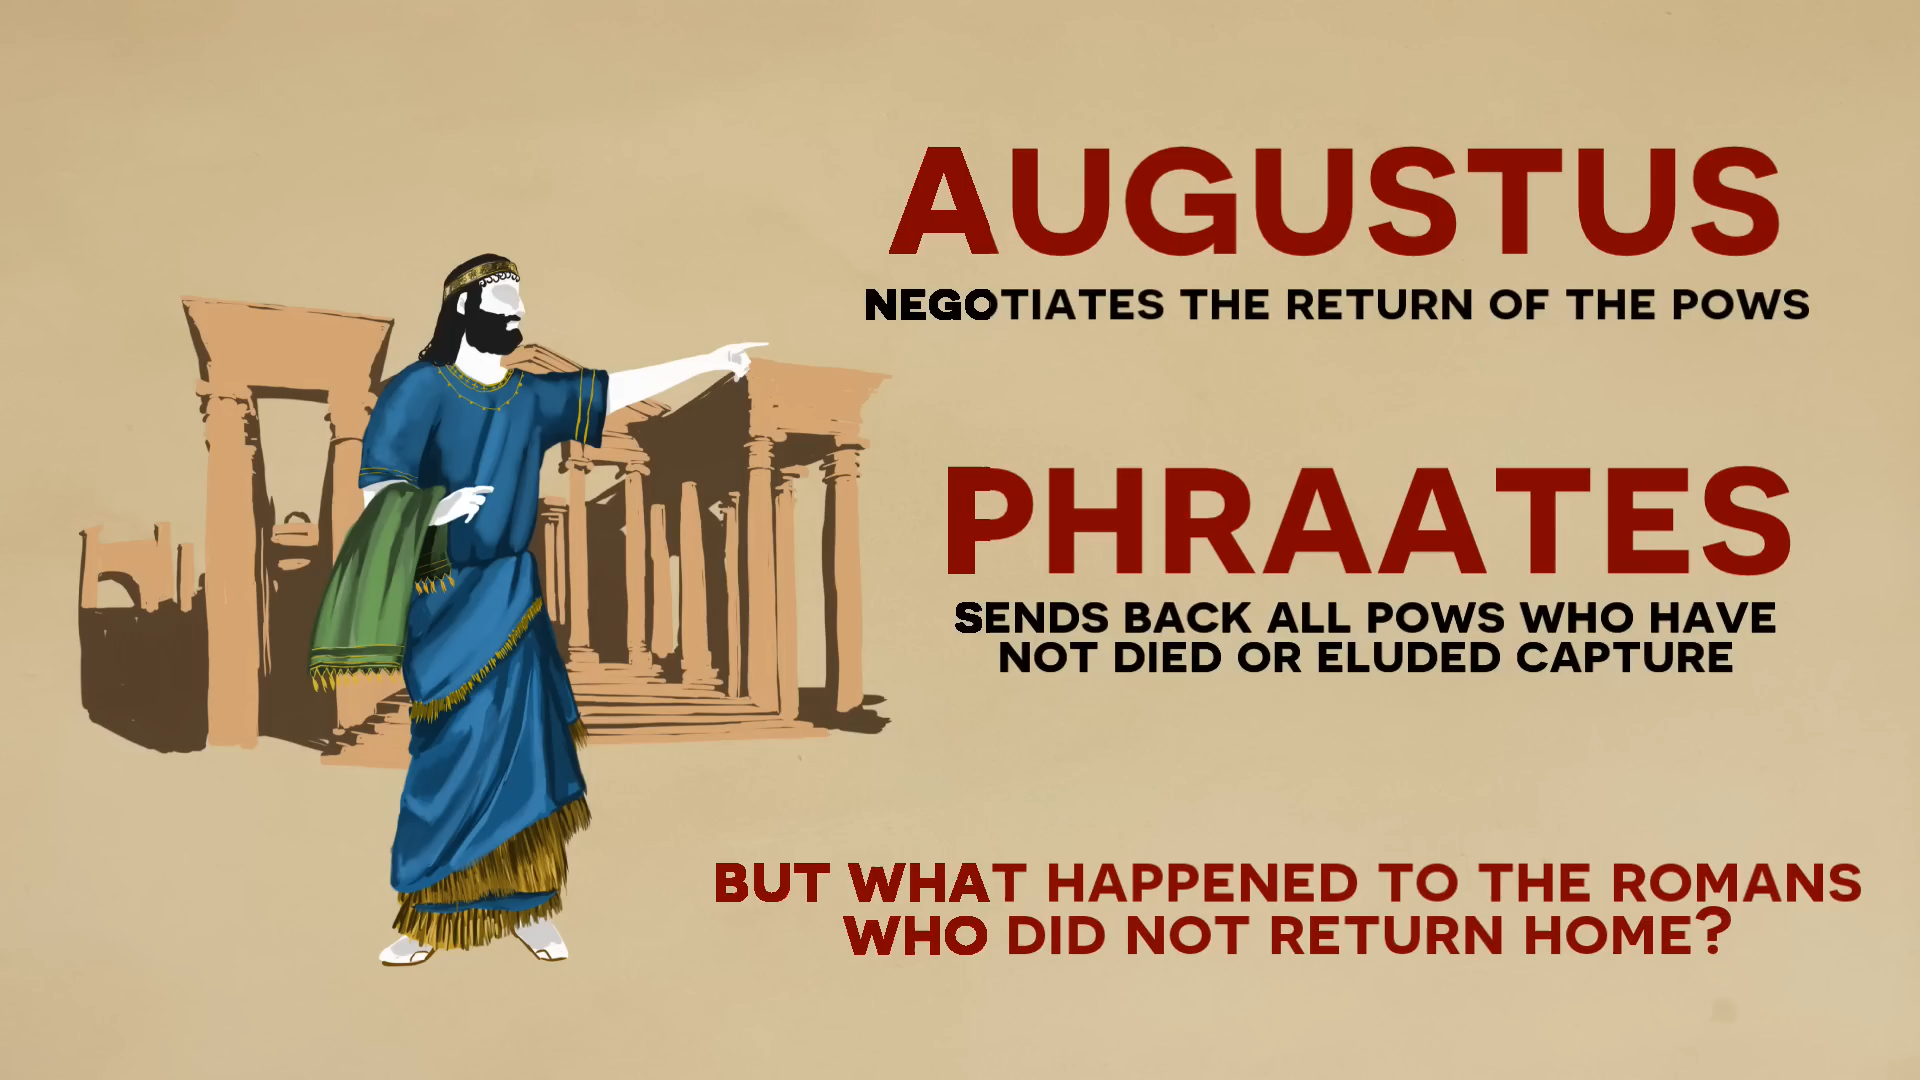 AUGUSTUS
NEGOTIATES THE RETURN OF THE POWS
PHRAATES
SENDS BACK ALL POWS WHO HAVE
NOT DIED OR ELUDED CAPTURE
BUT WHAT HAPPENED TO THE ROMANS
WHO DID NOT RETURN HOME?